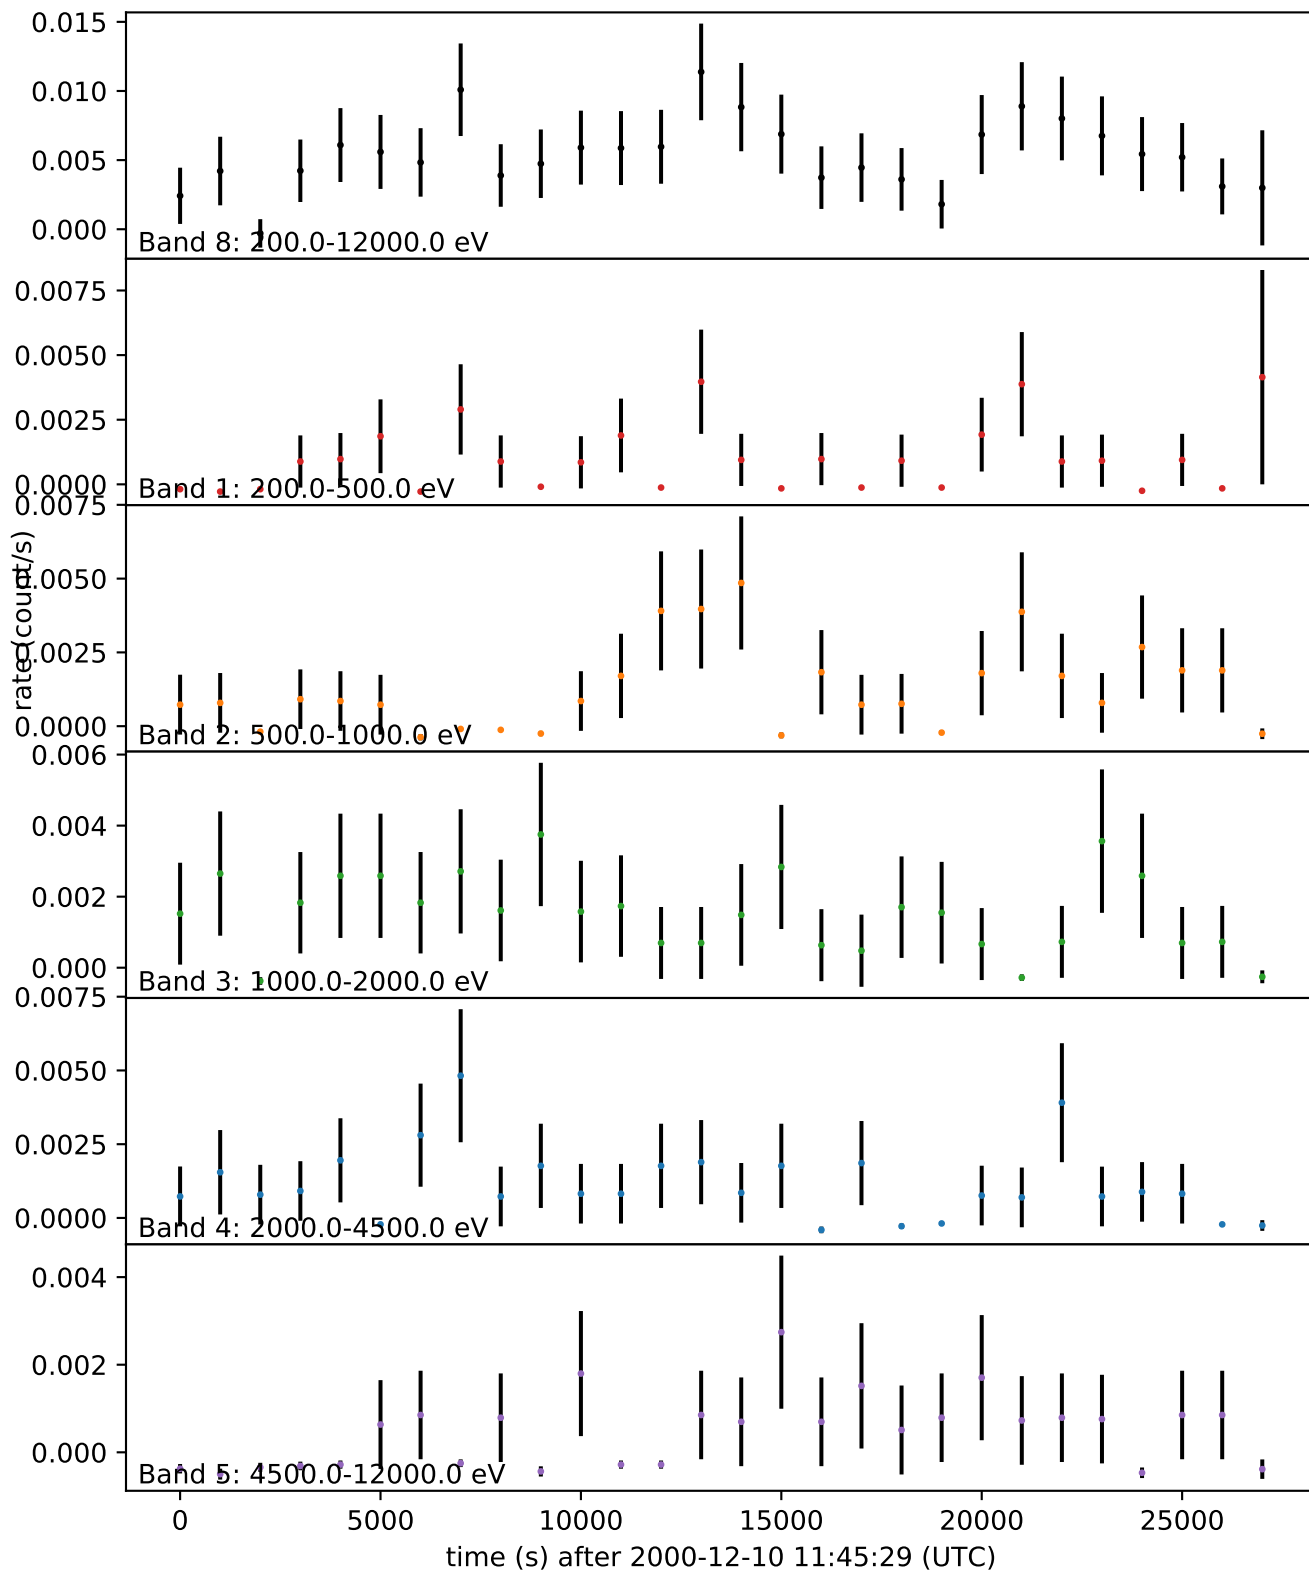 0.015
0.010
0.005
0.000
Band 8: 200.0-12000.0 eV
0.0075
0.0050
0.0025
0.0000
Band 1: 200.0-500.0 eV
rate (count/s)
0.0075
0.0050
0.0025
0.0000
Band 2: 500.0-1000.0 eV
0.006
0.004
0.002
0.000
Band 3: 1000.0-2000.0 eV
0.0075
0.0050
0.0025
0.0000
Band 4: 2000.0-4500.0 eV
0.004
0.002
0.000
Band 5: 4500.0-12000.0 eV
0 5000 10000 15000 20000 25000
time (s) after 2000-12-10 11:45:29 (UTC)